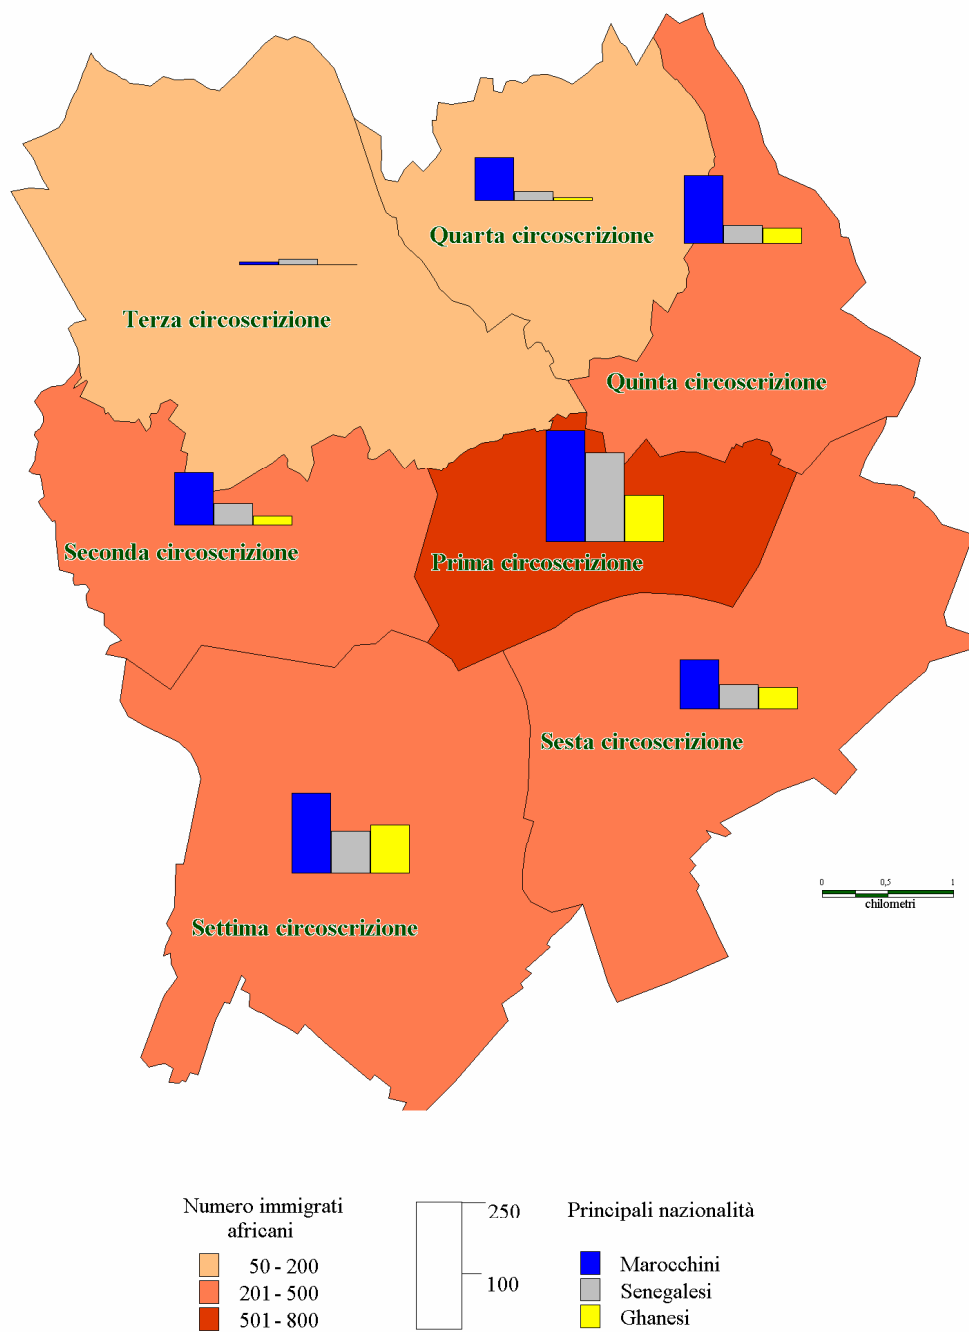 Quarta circoscrizione
Terza circoscrizione
Quinta circoscrizione
Seconda circoscrizione
Prima circoscrizione
Sesta circoscrizione
Settima circoscrizione
0 0,5 1
chilometri
Numero immigrati
africani
50 - 200
201 - 500
501 - 800
250
100
Principali nazionalità
Marocchini
Senegalesi
Ghanesi